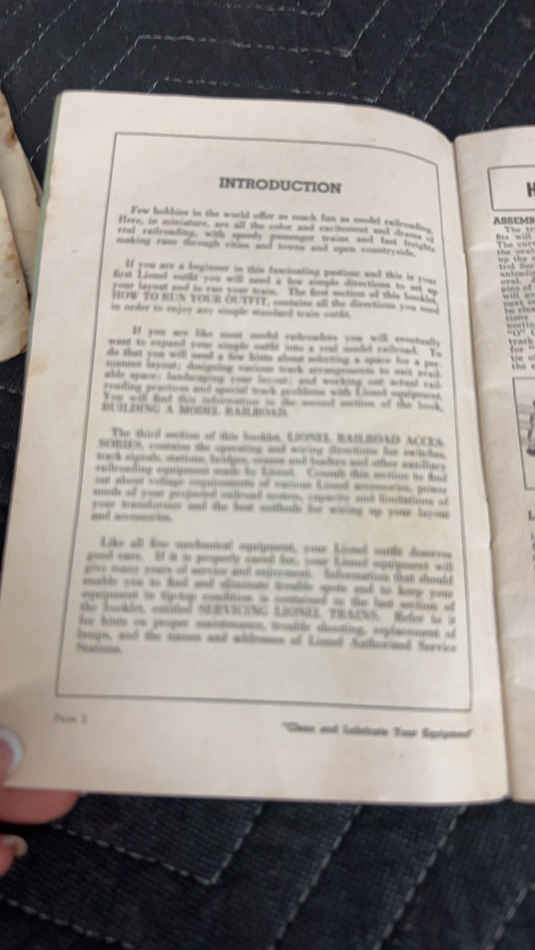 INTRODUCTION
Few hobbies in the world offer as much fun as model railroading.
Here, in miniature, are all the color and excitement and drama of
real railroading, with speedy passenger trains and fast freights
making runs through cities and towns and open countryside.
If you are a beginner in this fascinating pastime and this is your
first Lionel outfit you will need a few simple directions to set up
your layout and to run your train. The first section of this booklet,
HOW TO RUN YOUR OUTFIT, contains all the directions you need
in order to enjoy any simple standard train outfit.
If you are like most model railroaders you will eventually
want to expand your simple outfit into a real model railroad. To
do that you will need a few hints about selecting a space for a per-
manent layout; designing various track arrangements to suit avail-
able space; landscaping your layout; and working out actual rail-
roading practices and special track problems with Lionel equipment.
You will find this information in the second section of the book,
BUILDING A MODEL RAILROAD.
The third section of this booklet, LIONEL RAILROAD ACCES-
SORIES, contains the operating and wiring directions for switches,
track signals, stations, bridges, cranes and loaders and other auxiliary
railroading equipment made by Lionel. Consult this section to find
out about voltage requirements of various Lionel accessories, power
needs of your projected railroad system, capacity and limitations of
your transformer and the best methods for wiring up your layout
and accessories.
Like all fine mechanical equipment, your Lionel outfit deserves
good care. If it is properly cared for, your Lionel equipment will
give many years of service and enjoyment. Information that should
enable you to find and eliminate trouble spots and to keep your
equipment in tip-top condition is contained in the last section of
the booklet, entitled SERVICING LIONEL TRAINS. Refer to it
for hints on proper maintenance, trouble shooting, replacement of
lamps, and the names and addresses of Lionel Authorized Service
Stations.
Page 2
"Clean and Lubricate Your Equipment"
H
ASSEMB
The tr
fits will
The curv